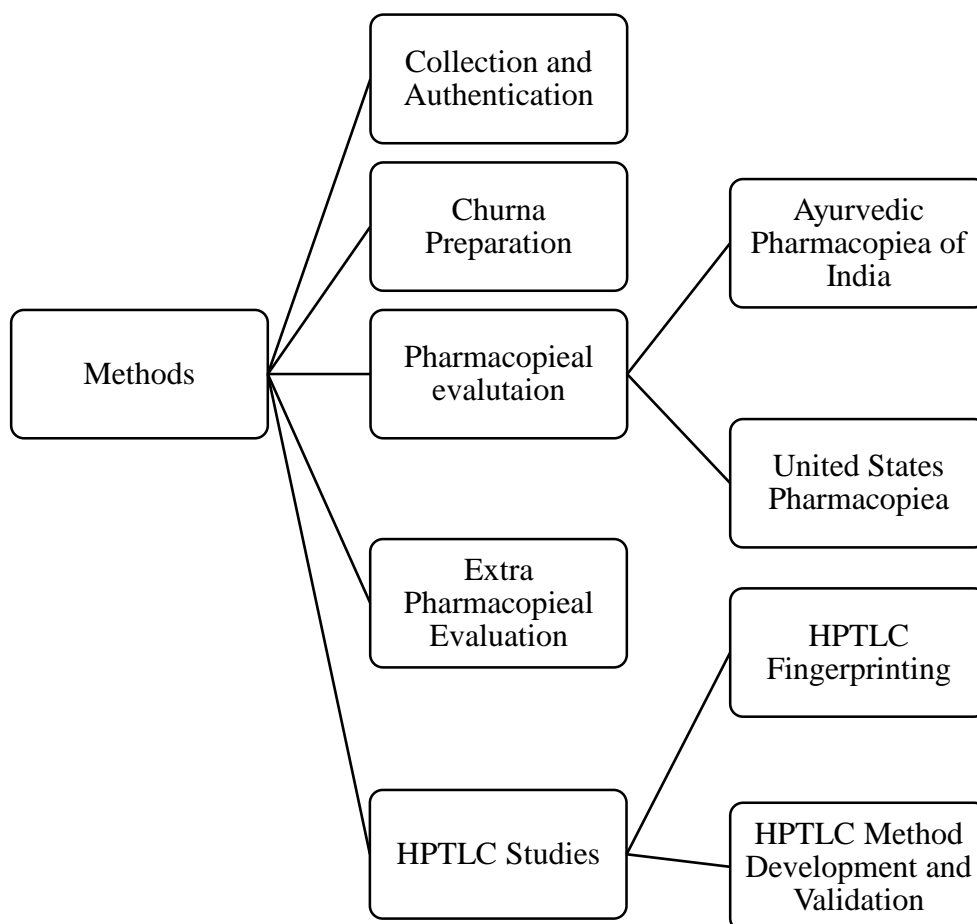 Methods
Collection and
Authentication
Churna
Preparation
Pharmacopieal
evalutaion
Ayurvedic
Pharmacopiea of
India
United States
Pharmacopiea
Extra
Pharmacopieal
Evaluation
HPTLC Studies
HPTLC
Fingerprinting
HPTLC Method
Development and
Validation